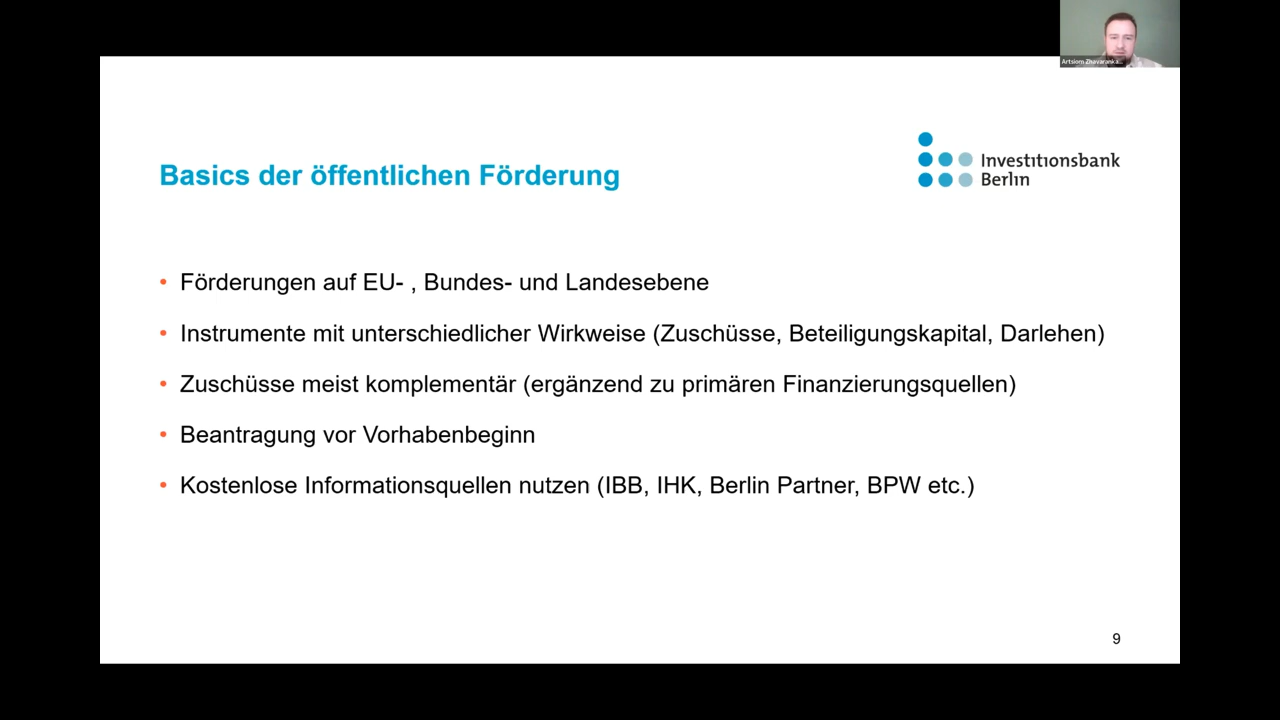 Artsiom Zhavaranka...
Basics der öffentlichen Förderung
Investitionsbank
Berlin
• Förderungen auf EU- , Bundes- und Landesebene
• Instrumente mit unterschiedlicher Wirkweise (Zuschüsse, Beteiligungskapital, Darlehen)
• Zuschüsse meist komplementär (ergänzend zu primären Finanzierungsquellen)
• Beantragung vor Vorhabenbeginn
• Kostenlose Informationsquellen nutzen (IBB, IHK, Berlin Partner, BPW etc.)
9